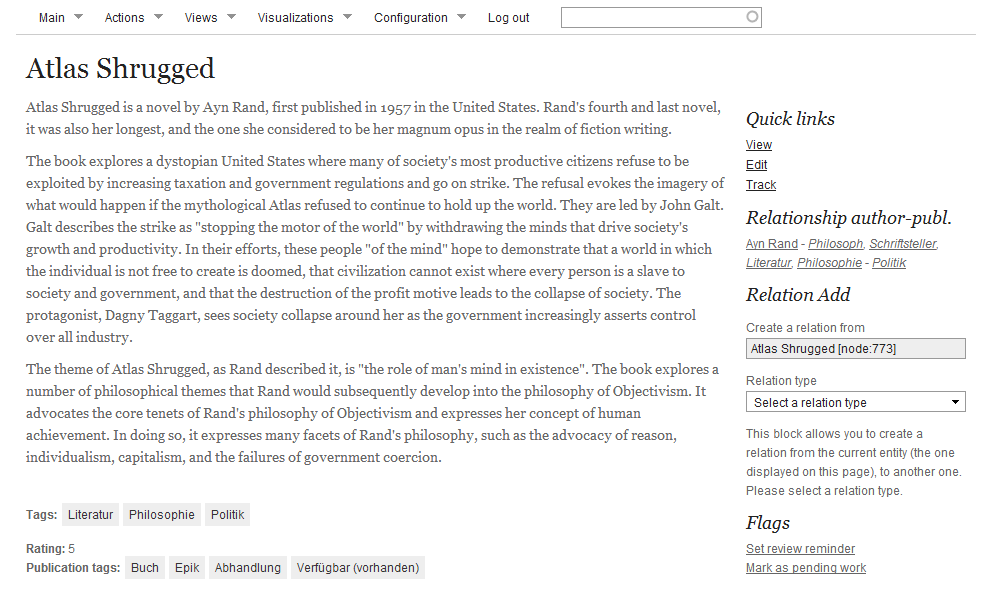 Main Actions Views Visualizations Configuration Log out
Atlas Shrugged
Atlas Shrugged is a novel by Ayn Rand, first published in 1957 in the United States. Rand's fourth and last novel,
it was also her longest, and the one she considered to be her magnum opus in the realm of fiction writing.
The book explores a dystopian United States where many of society's most productive citizens refuse to be
exploited by increasing taxation and government regulations and go on strike. The refusal evokes the imagery of
what would happen if the mythological Atlas refused to continue to hold up the world. They are led by John Galt.
Galt describes the strike as "stopping the motor of the world" by withdrawing the minds that drive society's
growth and productivity. In their efforts, these people "of the mind" hope to demonstrate that a world in which
the individual is not free to create is doomed, that civilization cannot exist where every person is a slave to
society and government, and that the destruction of the profit motive leads to the collapse of society. The
protagonist, Dagny Taggart, sees society collapse around her as the government increasingly asserts control
over all industry.
The theme of Atlas Shrugged, as Rand described it, is "the role of man's mind in existence". The book explores a
number of philosophical themes that Rand would subsequently develop into the philosophy of Objectivism. It
advocates the core tenets of Rand's philosophy of Objectivism and expresses her concept of human
achievement. In doing so, it expresses many facets of Rand's philosophy, such as the advocacy of reason,
individualism, capitalism, and the failures of government coercion.
Tags: Literatur Philosophie Politik
Rating: 5
Publication tags: Buch Epik Abhandlung Verfügbar (vorhanden)
Quick links
View
Edit
Track
Relationship author-publ.
Ayn Rand - Philosoph, Schriftsteller,
Literatur, Philosophie - Politik
Relation Add
Create a relation from
Atlas Shrugged [node:773]
Relation type
Select a relation type
This block allows you to create a
relation from the current entity (the one
displayed on this page), to another one.
Please select a relation type.
Flags
Set review reminder
Mark as pending work